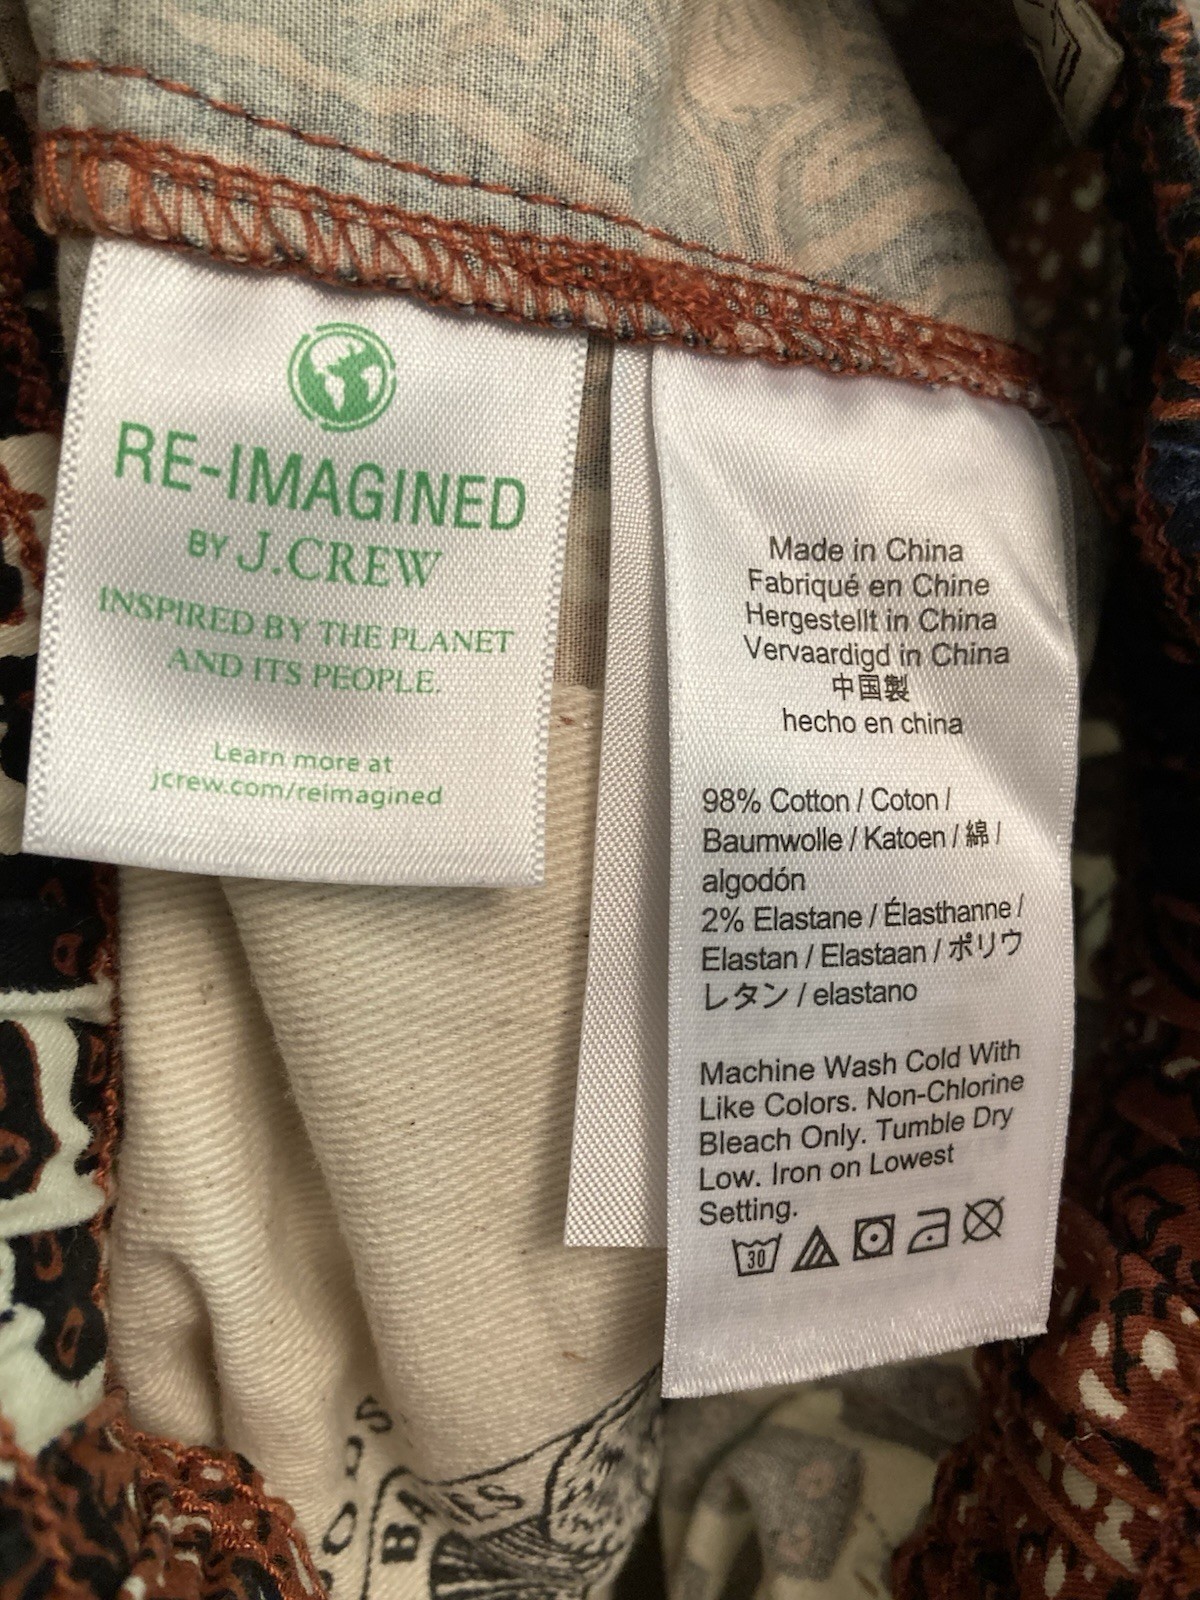 RE-IMAGINED
BY J.CREW
INSPIRED BY THE PLANET
AND ITS PEOPLE.
Learn more at
jcrew.com/reimagined
Made in China
Fabriqué en Chine
Hergestellt in China
Vervaardigd in China
中国製
hecho en china
98% Cotton / Coton /
Baumwolle / Katoen / 綿 /
algodón
2% Elastane / Élasthanne /
Elastan / Elastaan / ポリウ
レタン / elastano
Machine Wash Cold With
Like Colors. Non-Chlorine
Bleach Only. Tumble Dry
Low. Iron on Lowest
Setting.
30